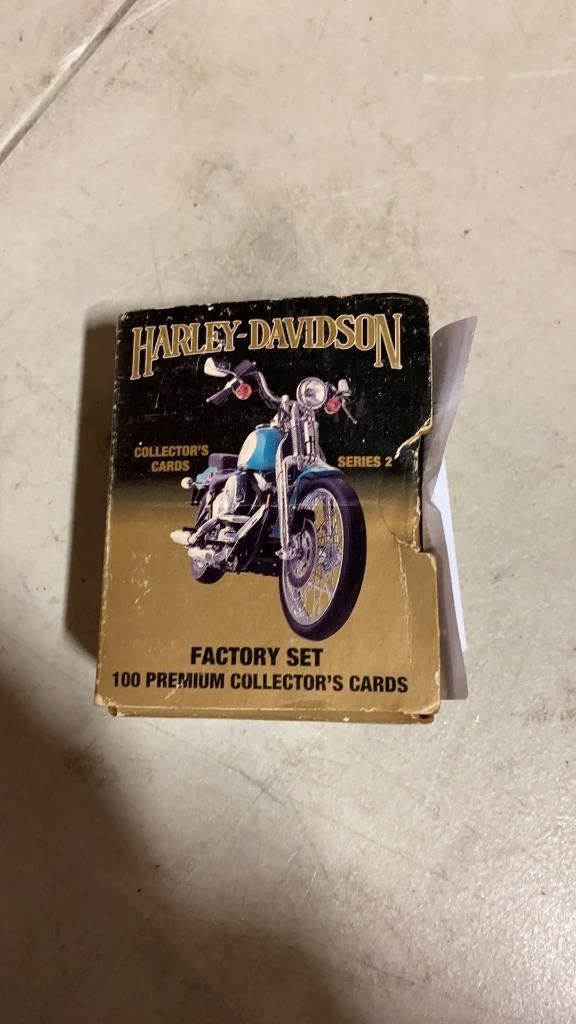 HARLEY-DAVIDSON
COLLECTOR'S
CARDS
SERIES 2
FACTORY SET
100 PREMIUM COLLECTOR'S CARDS